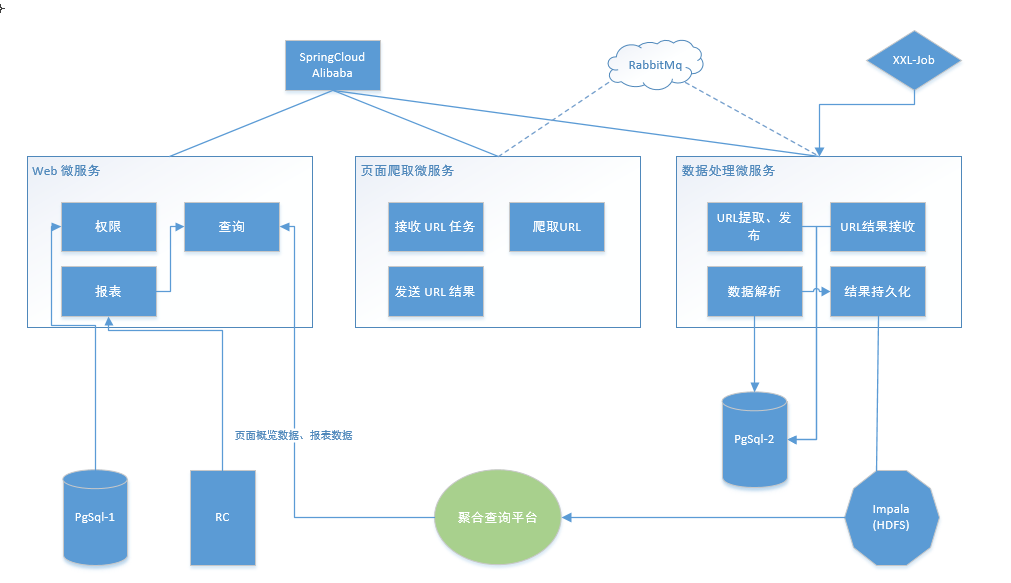 SpringCloud
Alibaba
RabbitMq
XXL-Job
Web 微服务
权限
查询
报表
页面爬取微服务
接收 URL 任务
爬取URL
发送 URL 结果
数据处理微服务
URL提取、发
布
URL结果接收
数据解析
结果持久化
页面概览数据、报表数据
PgSql-2
PgSql-1
RC
聚合查询平台
Impala
(HDFS)